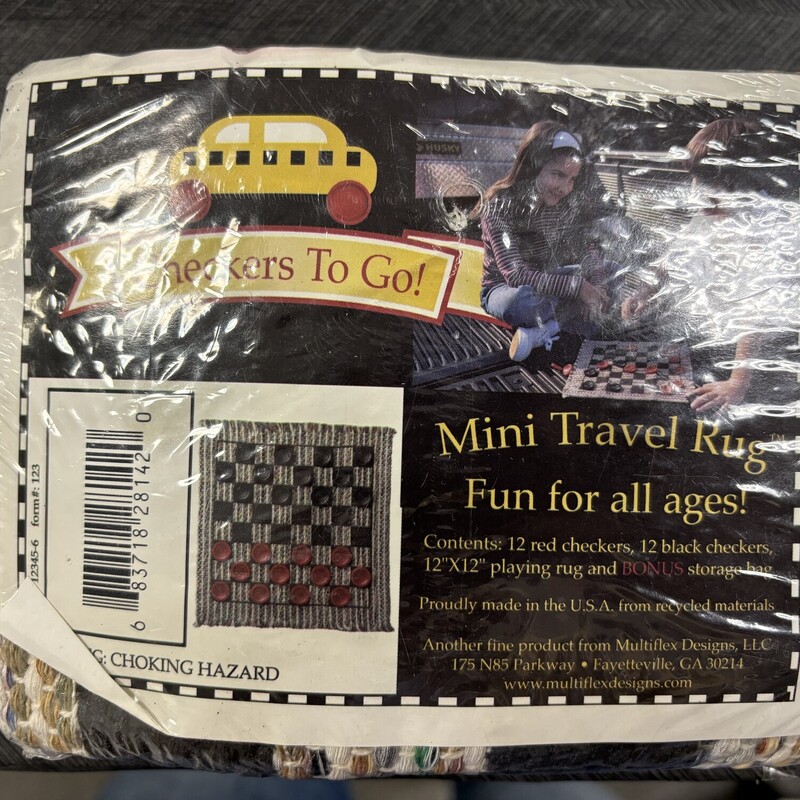 HUSKY
Checkers To Go!
Mini Travel Rug™
Fun for all ages!
Contents: 12 red checkers, 12 black checkers,
12"X12" playing rug and BONUS storage bag
Proudly made in the U.S.A. from recycled materials
Another fine product from Multiflex Designs, LLC
175 N85 Parkway • Fayetteville, GA 30214
www.multiflexdesigns.com
12345-6 form#: 123
6 83718 28142 0
G: CHOKING HAZARD